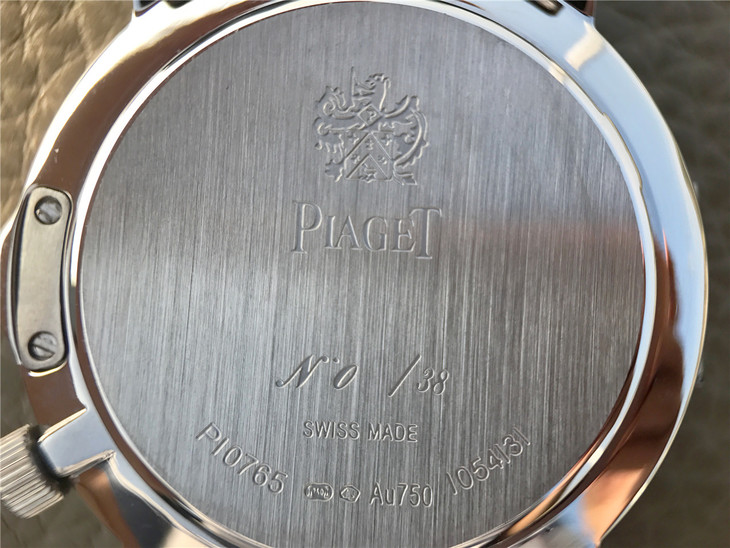 PIAGET
Nº 0 /38
SWISS MADE
P10765
Au750
1054131